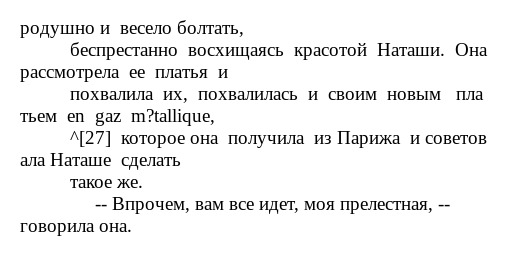 родушно и весело болтать,
беспрестанно восхищаясь красотой Наташи. Она
рассмотрела ее платья и
похвалила их, похвалилась и своим новым пла
тьем en gaz m?tallique,
^[27] которое она получила из Парижа и советов
ала Наташе сделать
такое же.
-- Впрочем, вам все идет, моя прелестная, --
говорила она.